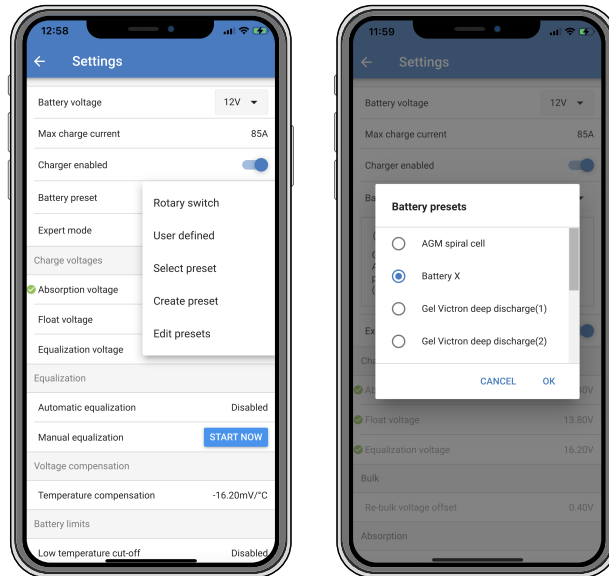 12:58
Settings
Battery voltage 12V
Max charge current 85A
Charger enabled
Battery preset
Rotary switch
User defined
Select preset
Create preset
Edit presets
Expert mode
Charge voltages
Absorption voltage
Float voltage
Equalization voltage
Equalization
Automatic equalization Disabled
Manual equalization START NOW
Voltage compensation
Temperature compensation -16.20mV/°C
Battery limits
Low temperature cut-off Disabled
11:59
Settings
Battery voltage 12V
Max charge current 85A
Charger enabled
Ba
Battery presets
AGM spiral cell
Battery X
Gel Victron deep discharge(1)
Gel Victron deep discharge(2)
CANCEL OK
Ex
Float voltage 13.80V
Equalization voltage 16.20V
Bulk
Re-bulk voltage offset 0.40V
Absorption